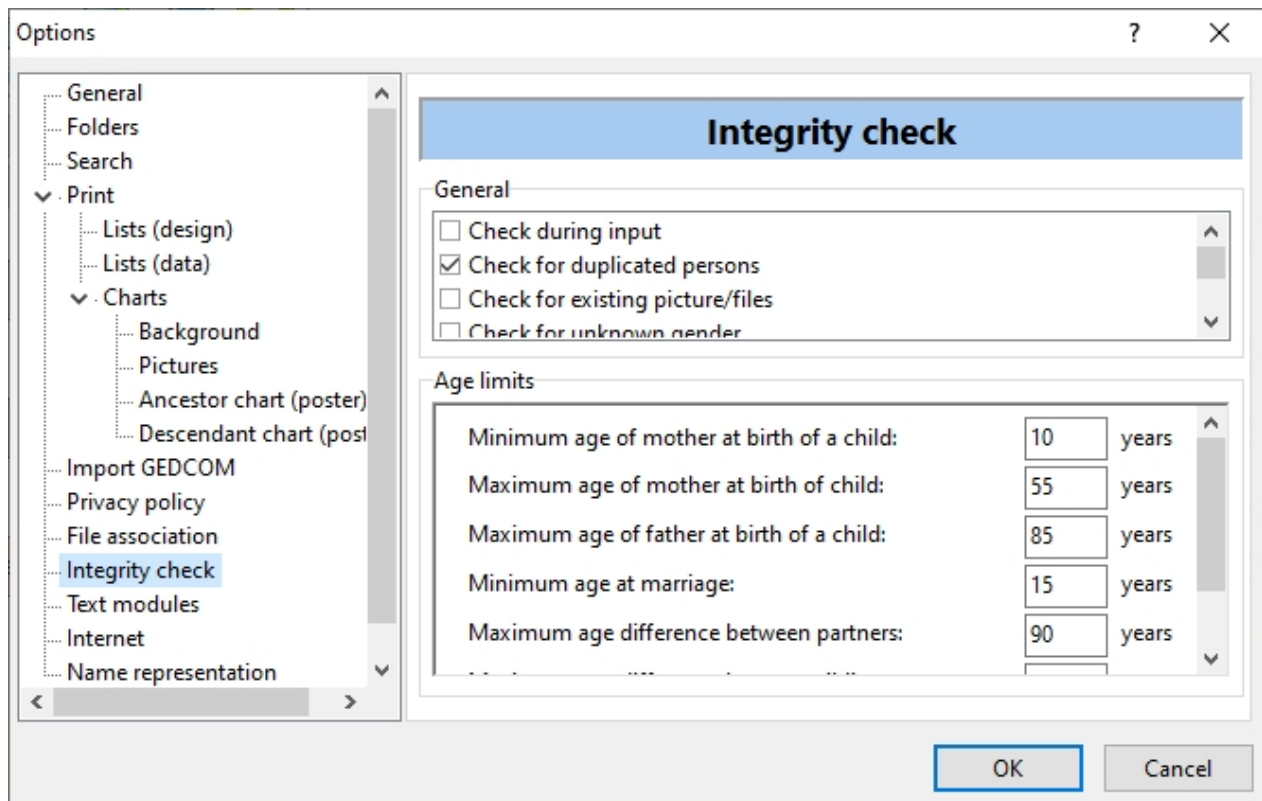 Options
General
Folders
Search
Print
Lists (design)
Lists (data)
Charts
Background
Pictures
Ancestor chart (poster)
Descendant chart (post
Import GEDCOM
Privacy policy
File association
Integrity check
Text modules
Internet
Name representation
Integrity check
General
Check during input
Check for duplicated persons
Check for existing picture/files
Check for unknown gender
Age limits
Minimum age of mother at birth of a child: 10 years
Maximum age of mother at birth of child: 55 years
Maximum age of father at birth of a child: 85 years
Minimum age at marriage: 15 years
Maximum age difference between partners: 90 years
OK Cancel